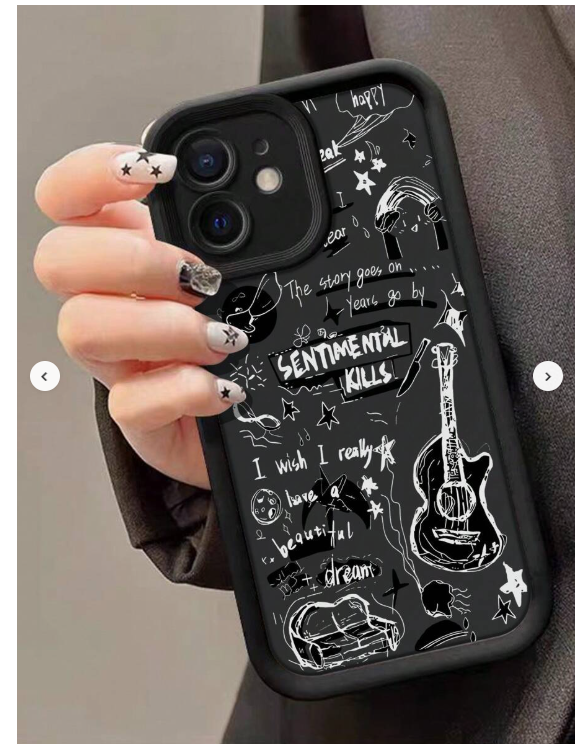 happy
The story goes on ....
Years go by
SENTIMENTAL
KILLS
I wish I really
have a
beautiful
dream